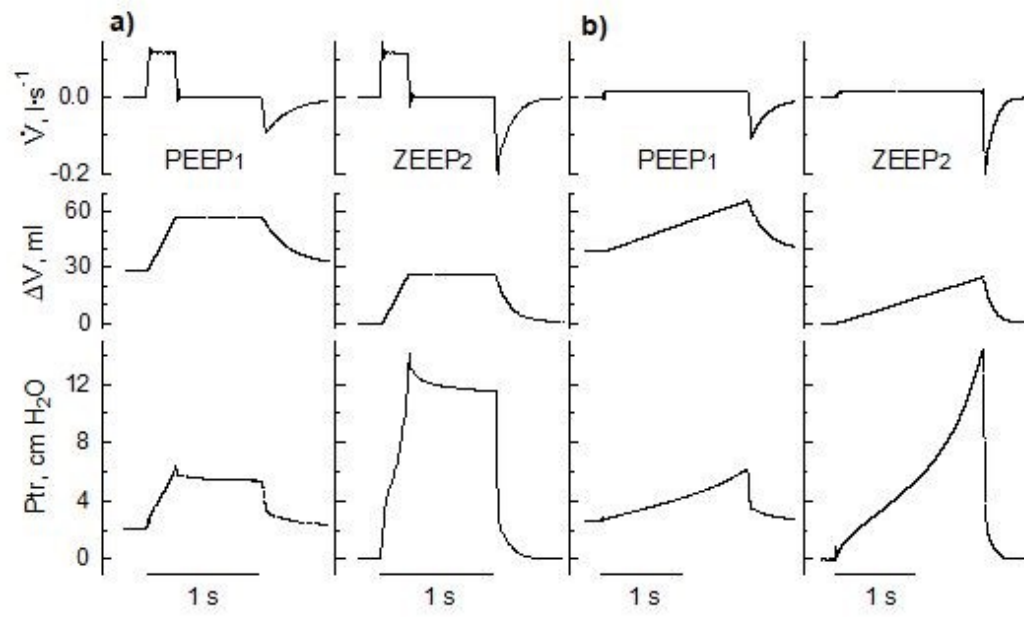 a) b)
V̇, l·s⁻¹
0.0
-0.2
PEEP1 ZEEP2 PEEP1 ZEEP2
ΔV, ml
60
30
0
Ptr, cm H₂O
12
8
4
0
1 s 1 s 1 s 1 s